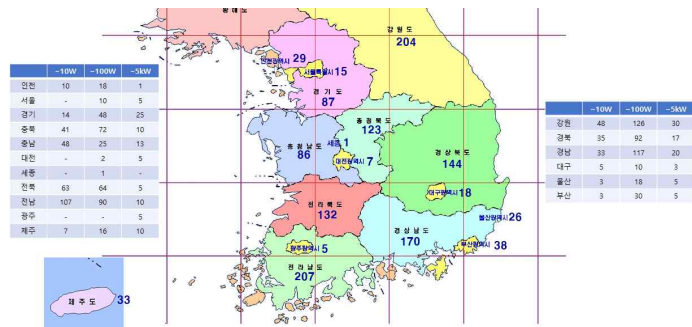 황해도
강원도
204
인천광역시 29
서울특별시 15
경기도
87
~10W ~100W ~5kW
인천 10 18 1
서울 - 10 5
경기 14 48 25
충북 41 72 10
충남 48 25 13
대전 - 2 5
세종 - 1 -
전북 63 64 5
전남 107 90 10
광주 - - 5
제주 7 16 10
충청북도
123
세종 1
충청남도
86
대전광역시 7
경상북도
144
대구광역시 18
전라북도
132
울산광역시 26
경상남도
170
부산광역시 38
광주광역시 5
전라남도
207
제주도 33
~10W ~100W ~5kW
강원 48 126 30
경북 35 92 17
경남 33 117 20
대구 5 10 3
울산 3 18 5
부산 3 30 5